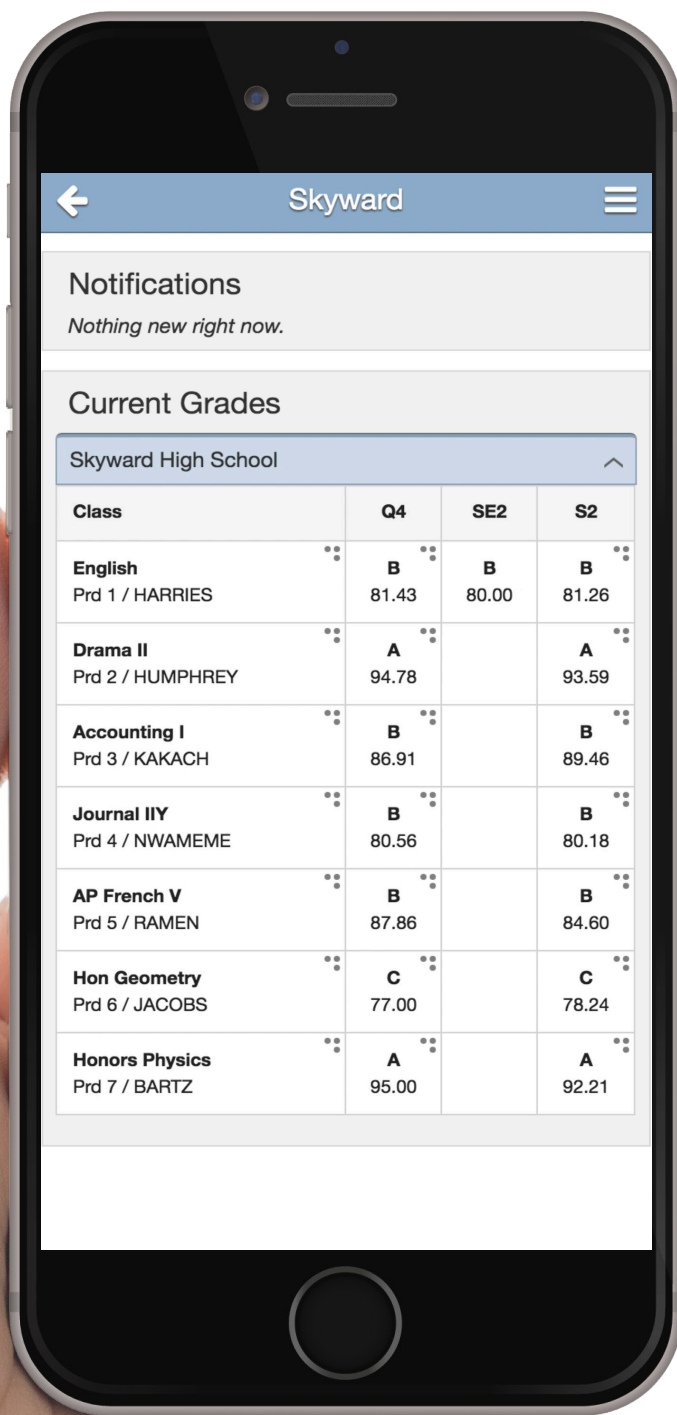 Skyward
Notifications
Nothing new right now.
Current Grades
Skyward High School
Class Q4 SE2 S2
English B B B
Prd 1 / HARRIES 81.43 80.00 81.26
Drama II A A
Prd 2 / HUMPHREY 94.78 93.59
Accounting I B B
Prd 3 / KAKACH 86.91 89.46
Journal IIY B B
Prd 4 / NWAMEME 80.56 80.18
AP French V B B
Prd 5 / RAMEN 87.86 84.60
Hon Geometry C C
Prd 6 / JACOBS 77.00 78.24
Honors Physics A A
Prd 7 / BARTZ 95.00 92.21